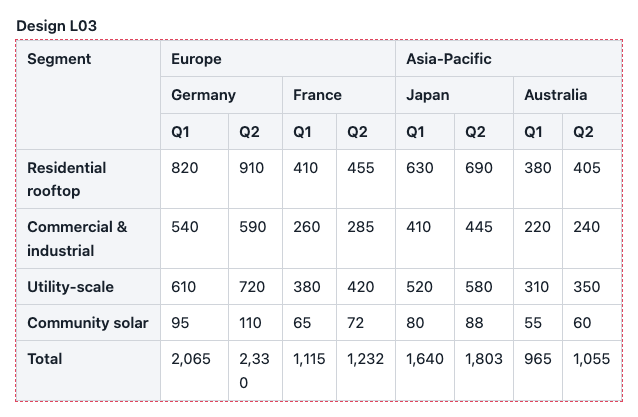 Design L03
Segment Europe Asia-Pacific
Germany France Japan Australia
Q1 Q2 Q1 Q2 Q1 Q2 Q1 Q2
Residential
rooftop 820 910 410 455 630 690 380 405
Commercial &
industrial 540 590 260 285 410 445 220 240
Utility-scale 610 720 380 420 520 580 310 350
Community solar 95 110 65 72 80 88 55 60
Total 2,065 2,33 1,115 1,232 1,640 1,803 965 1,055
0